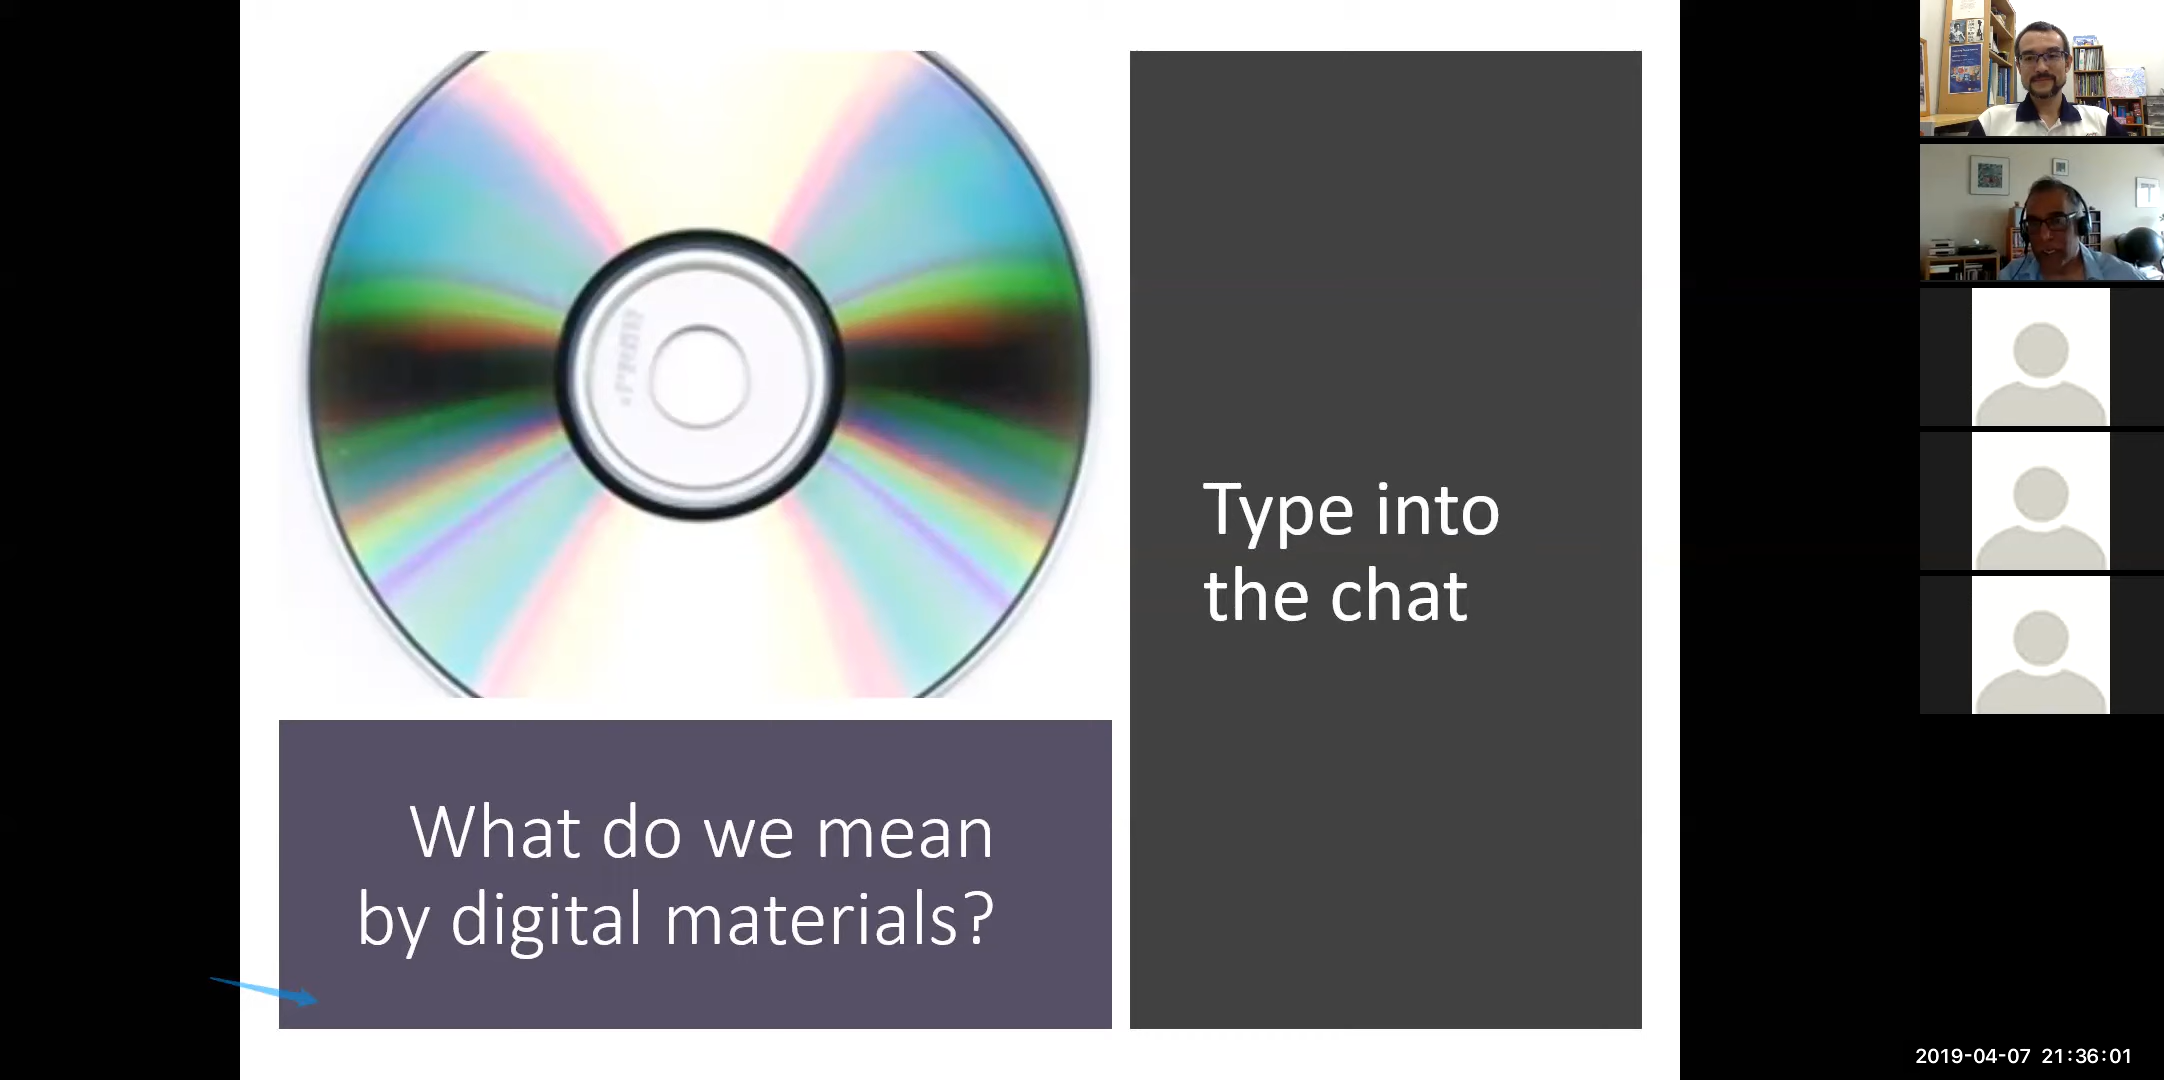 What do we mean
by digital materials?
Type into
the chat
2019-04-07 21:36:01